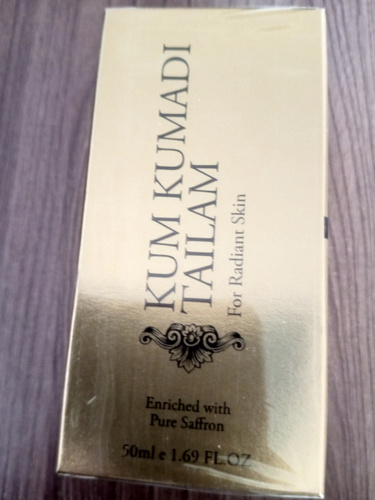 KUM KUMADI
TAILAM
For Radiant Skin
Enriched with
Pure Saffron
50ml e 1.69 FL.OZ